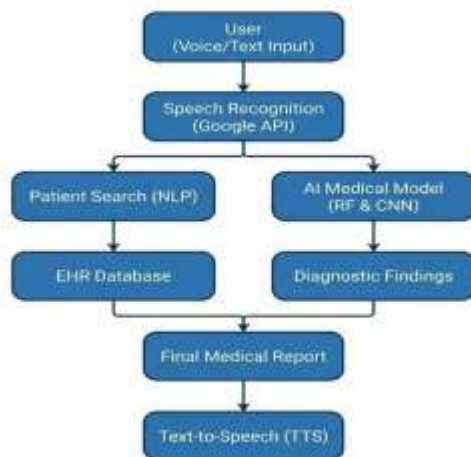 User
(Voice/Text Input)
Speech Recognition
(Google API)
Patient Search (NLP)
AI Medical Model
(RF & CNN)
EHR Database
Diagnostic Findings
Final Medical Report
Text-to-Speech (TTS)